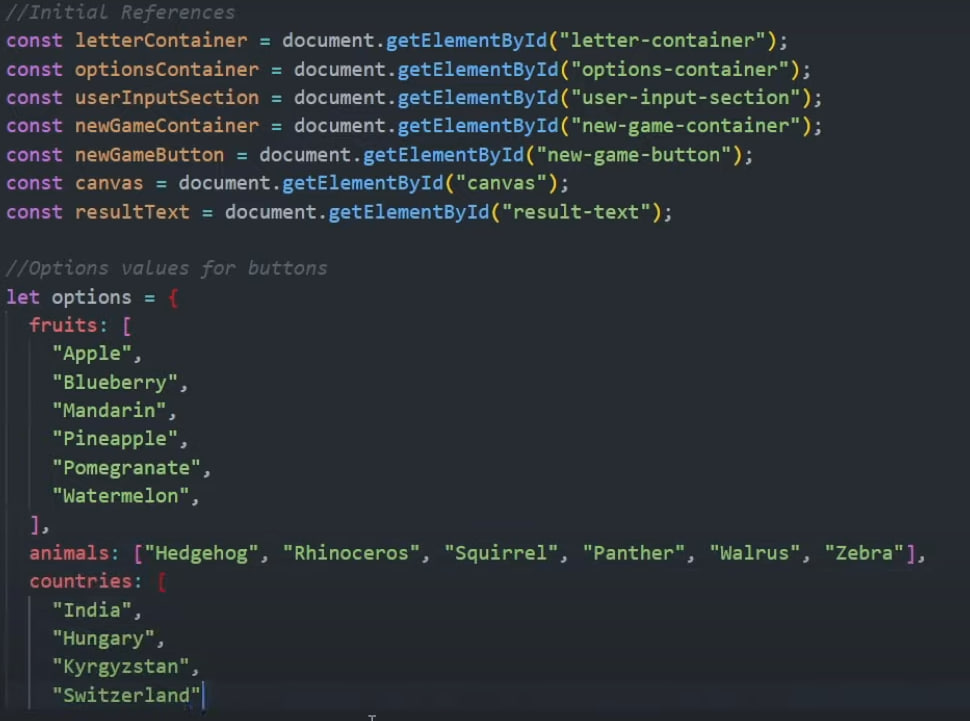 //Initial References
const letterContainer = document.getElementById("letter-container");
const optionsContainer = document.getElementById("options-container");
const userInputSection = document.getElementById("user-input-section");
const newGameContainer = document.getElementById("new-game-container");
const newGameButton = document.getElementById("new-game-button");
const canvas = document.getElementById("canvas");
const resultText = document.getElementById("result-text");

//Options values for buttons
let options = {
  fruits: [
    "Apple",
    "Blueberry",
    "Mandarin",
    "Pineapple",
    "Pomegranate",
    "Watermelon",
  ],
  animals: ["Hedgehog", "Rhinoceros", "Squirrel", "Panther", "Walrus", "Zebra"],
  countries: [
    "India",
    "Hungary",
    "Kyrgyzstan",
    "Switzerland"